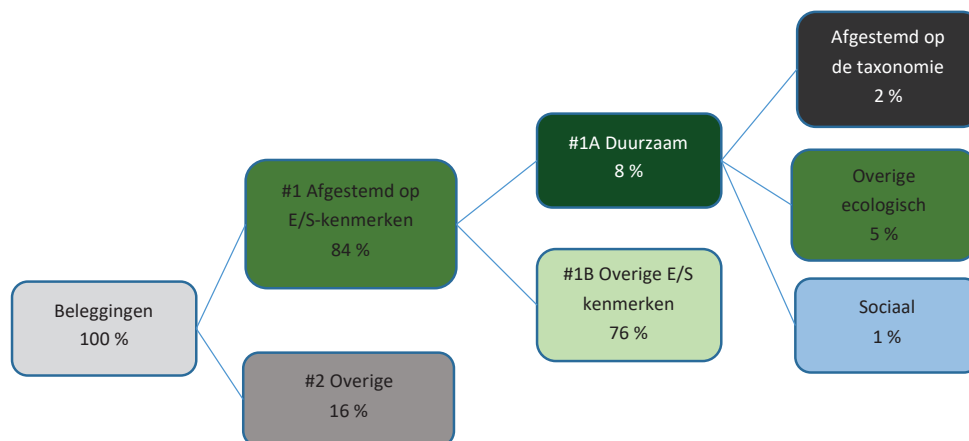 Beleggingen
100 %
#1 Afgestemd op
E/S-kenmerken
84 %
#2 Overige
16 %
#1A Duurzaam
8 %
#1B Overige E/S
kenmerken
76 %
Afgestemd op
de taxonomie
2 %
Overige
ecologisch
5 %
Sociaal
1 %